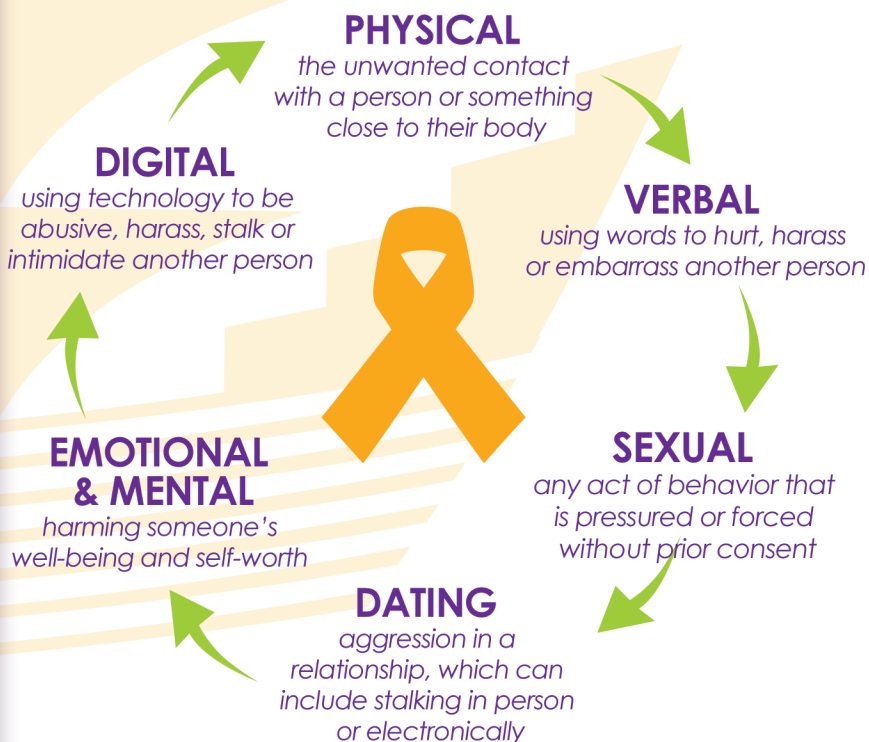 PHYSICAL
the unwanted contact
with a person or something
close to their body
VERBAL
using words to hurt, harass
or embarrass another person
SEXUAL
any act of behavior that
is pressured or forced
without prior consent
DATING
aggression in a
relationship, which can
include stalking in person
or electronically
EMOTIONAL
& MENTAL
harming someone's
well-being and self-worth
DIGITAL
using technology to be
abusive, harass, stalk or
intimidate another person